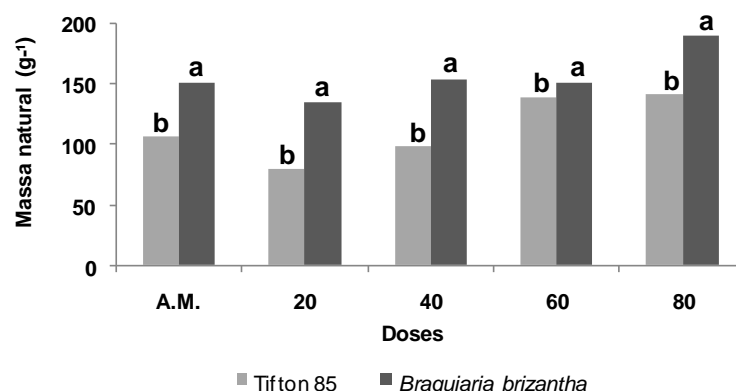 200
150
100
50
0
Massa natural (g-¹)
b a b a b a b a b a
A.M. 20 40 60 80
Doses
Tifton 85 Braquiaria brizantha